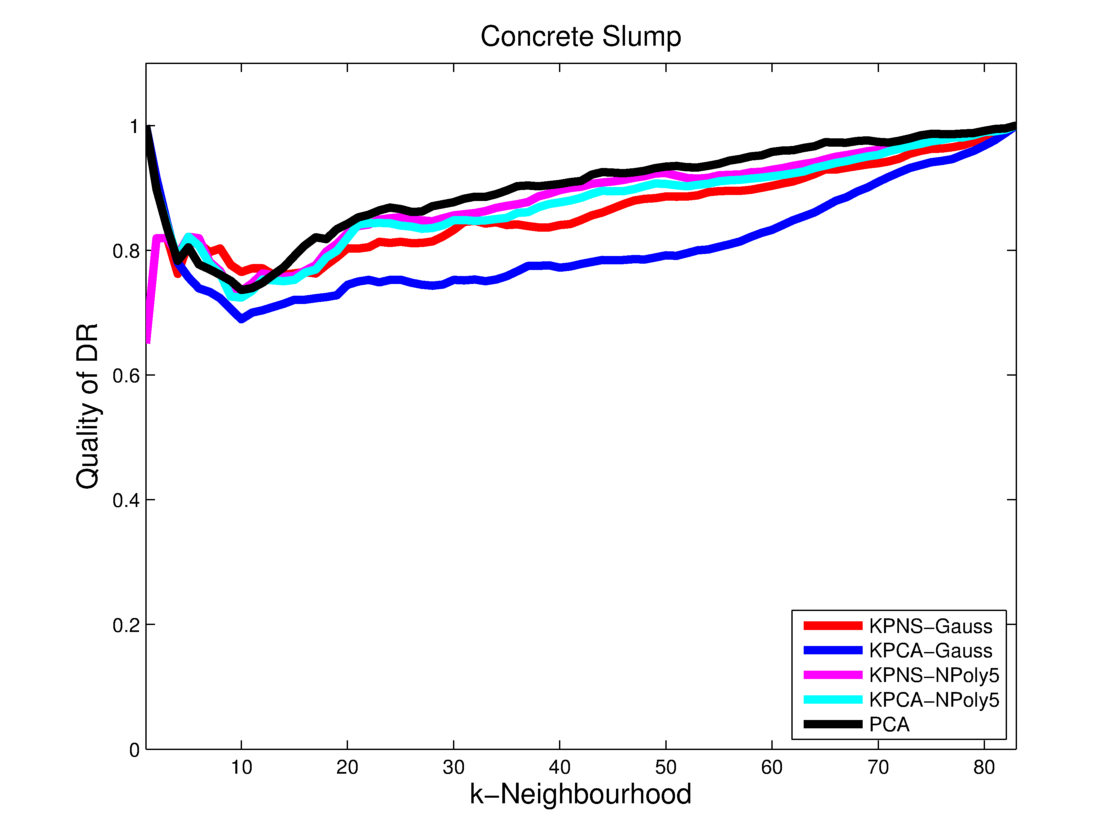 Concrete Slump
Quality of DR
1
0.8
0.6
0.4
0.2
0
10 20 30 40 50 60 70 80
k−Neighbourhood
KPNS−Gauss
KPCA−Gauss
KPNS−NPoly5
KPCA−NPoly5
PCA